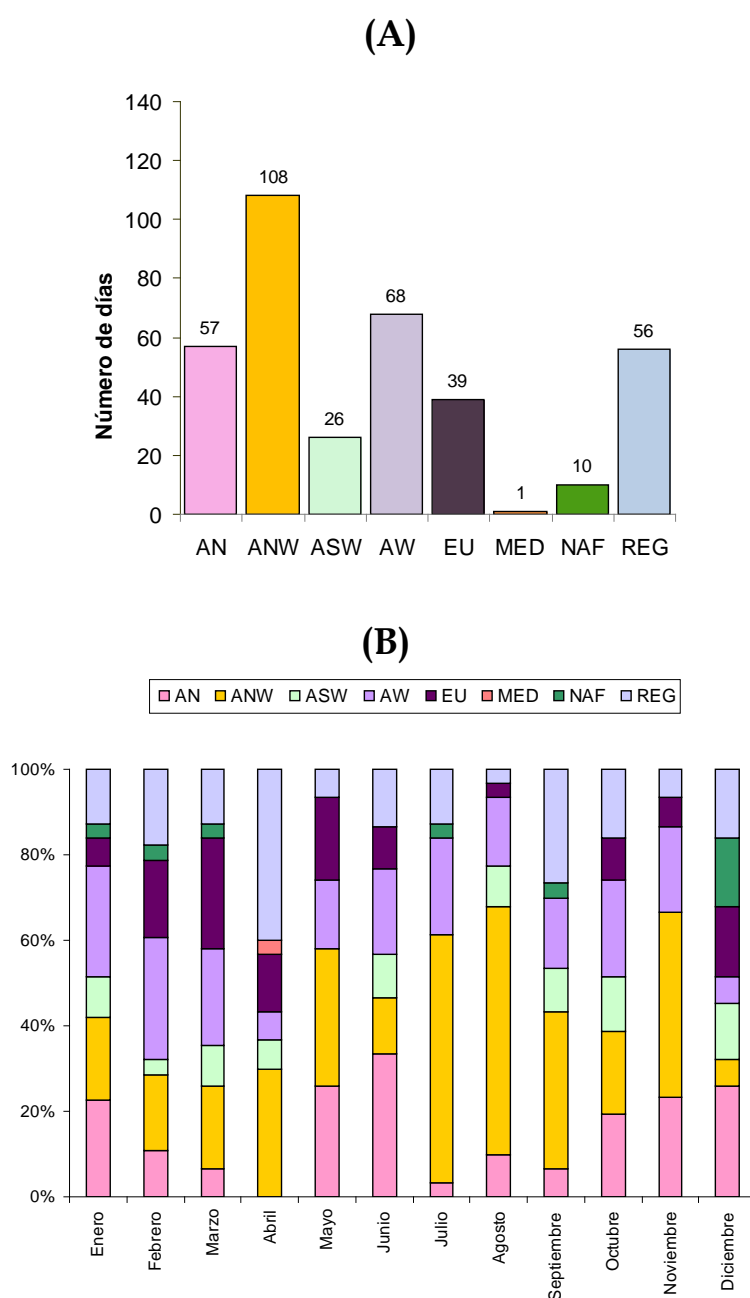 (A)
Número de días
140
120
100
80
60
40
20
0
57
108
26
68
39
1
10
56
AN ANW ASW AW EU MED NAF REG
(B)
AN ANW ASW AW EU MED NAF REG
100%
80%
60%
40%
20%
0%
Enero
Febrero
Marzo
Abril
Mayo
Junio
Julio
Agosto
Septiembre
Octubre
Noviembre
Diciembre